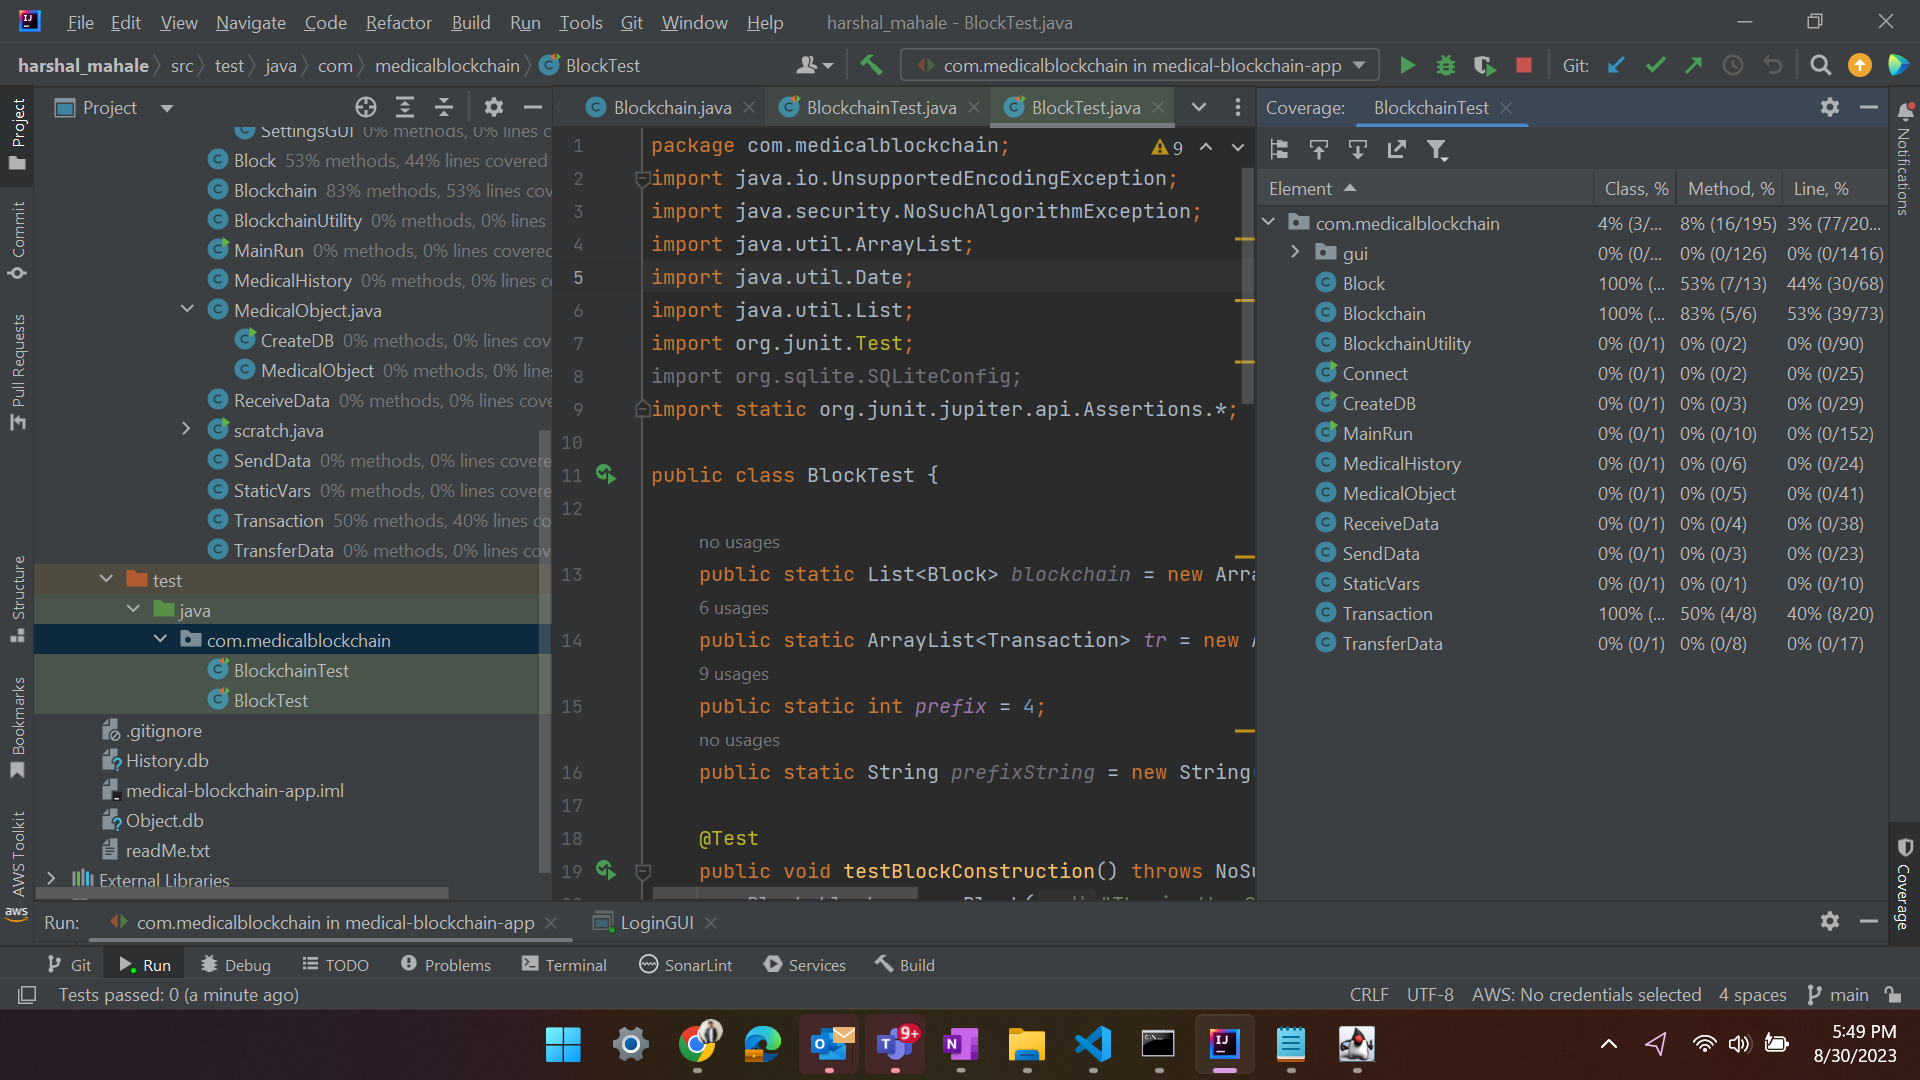 File Edit View Navigate Code Refactor Build Run Tools Git Window Help harshal_mahale - BlockTest.java
harshal_mahale src test java com medicalblockchain BlockTest com.medicalblockchain in medical-blockchain-app Git:
Project
SettingsGUI 0% methods, 0% lines c
Block 53% methods, 44% lines covered
Blockchain 83% methods, 53% lines cov
BlockchainUtility 0% methods, 0% lines
MainRun 0% methods, 0% lines covered
MedicalHistory 0% methods, 0% lines c
MedicalObject.java
CreateDB 0% methods, 0% lines cov
MedicalObject 0% methods, 0% lines
ReceiveData 0% methods, 0% lines cove
scratch.java
SendData 0% methods, 0% lines covere
StaticVars 0% methods, 0% lines covere
Transaction 50% methods, 40% lines co
TransferData 0% methods, 0% lines cov
test
java
com.medicalblockchain
BlockchainTest
BlockTest
.gitignore
History.db
medical-blockchain-app.iml
Object.db
readMe.txt
External Libraries
Project
Commit
Pull Requests
Structure
Bookmarks
AWS Toolkit
aws
Blockchain.java BlockchainTest.java BlockTest.java
9
1 package com.medicalblockchain;
2 import java.io.UnsupportedEncodingException;
3 import java.security.NoSuchAlgorithmException;
4 import java.util.ArrayList;
5 import java.util.Date;
6 import java.util.List;
7 import org.junit.Test;
8 import org.sqlite.SQLiteConfig;
9 import static org.junit.jupiter.api.Assertions.*;
10
11 public class BlockTest {
12
no usages
13 public static List<Block> blockchain = new Arra
6 usages
14 public static ArrayList<Transaction> tr = new A
9 usages
15 public static int prefix = 4;
no usages
16 public static String prefixString = new String
17
18 @Test
19 public void testBlockConstruction() throws NoSu
Coverage: BlockchainTest
Element Class, % Method, % Line, %
com.medicalblockchain 4% (3/... 8% (16/195) 3% (77/20...
gui 0% (0/... 0% (0/126) 0% (0/1416)
Block 100% (... 53% (7/13) 44% (30/68)
Blockchain 100% (... 83% (5/6) 53% (39/73)
BlockchainUtility 0% (0/1) 0% (0/2) 0% (0/90)
Connect 0% (0/1) 0% (0/2) 0% (0/25)
CreateDB 0% (0/1) 0% (0/3) 0% (0/29)
MainRun 0% (0/1) 0% (0/10) 0% (0/152)
MedicalHistory 0% (0/1) 0% (0/6) 0% (0/24)
MedicalObject 0% (0/1) 0% (0/5) 0% (0/41)
ReceiveData 0% (0/1) 0% (0/4) 0% (0/38)
SendData 0% (0/1) 0% (0/3) 0% (0/23)
StaticVars 0% (0/1) 0% (0/1) 0% (0/10)
Transaction 100% (... 50% (4/8) 40% (8/20)
TransferData 0% (0/1) 0% (0/8) 0% (0/17)
Notifications
Coverage
Run: com.medicalblockchain in medical-blockchain-app LoginGUI
Git Run Debug TODO Problems Terminal SonarLint Services Build
Tests passed: 0 (a minute ago) CRLF UTF-8 AWS: No credentials selected 4 spaces main
9+
5:49 PM
8/30/2023